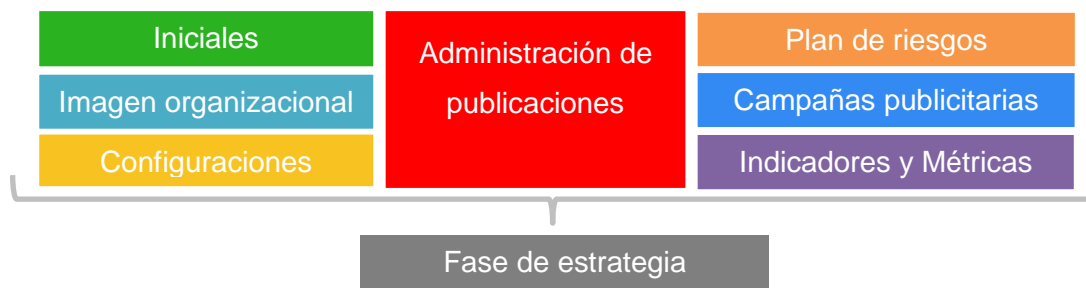 Iniciales
Imagen organizacional
Configuraciones
Administración de
publicaciones
Plan de riesgos
Campañas publicitarias
Indicadores y Métricas
Fase de estrategia